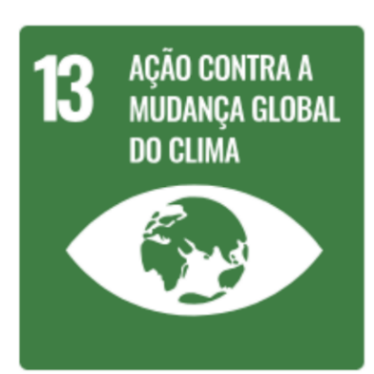 13
AÇÃO CONTRA A
MUDANÇA GLOBAL
DO CLIMA